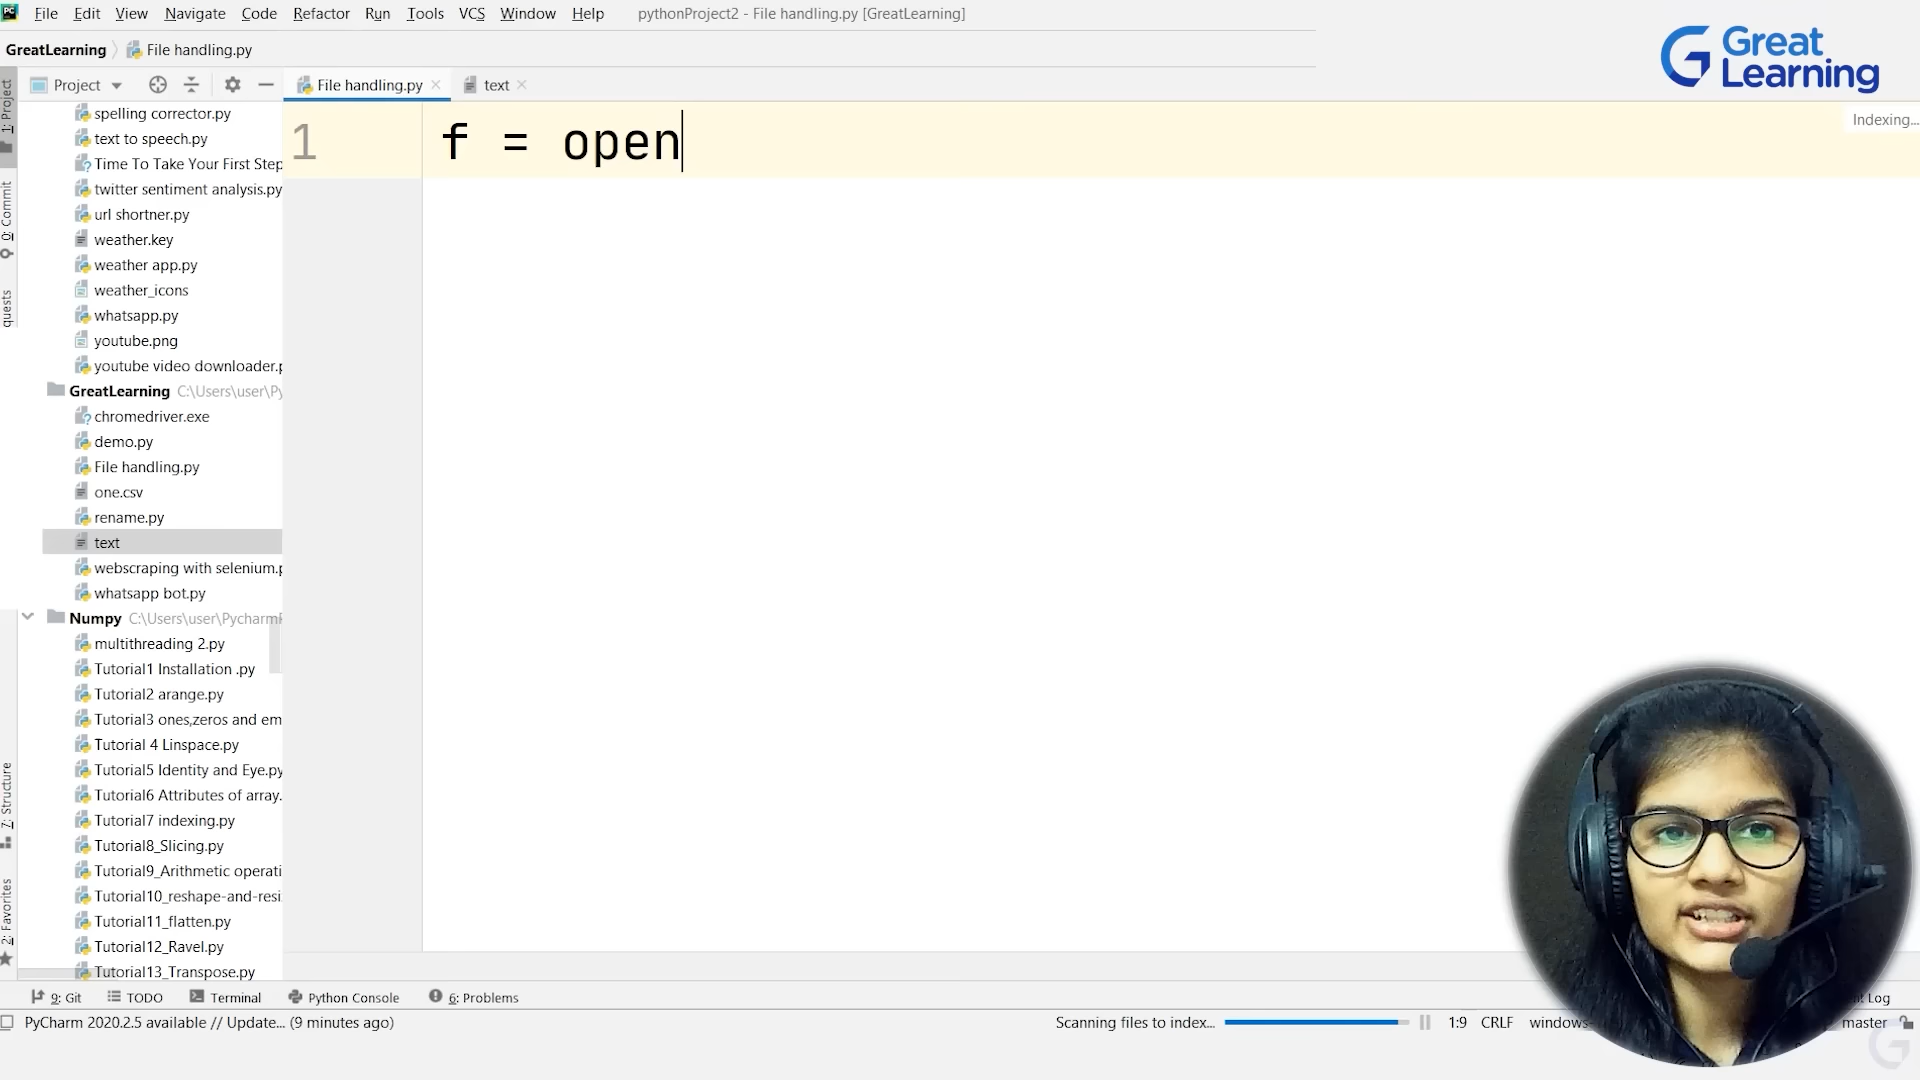 File Edit View Navigate Code Refactor Run Tools VCS Window Help pythonProject2 - File handling.py [GreatLearning]
Great Learning
GreatLearning File handling.py
Project File handling.py text
Indexing...
1 f = open
1: Project
0: Commit
quests
7: Structure
2: Favorites
spelling corrector.py
text to speech.py
Time To Take Your First Step
twitter sentiment analysis.py
url shortner.py
weather.key
weather app.py
weather_icons
whatsapp.py
youtube.png
youtube video downloader.p
GreatLearning C:\Users\user\Py
chromedriver.exe
demo.py
File handling.py
one.csv
rename.py
text
webscraping with selenium.p
whatsapp bot.py
Numpy C:\Users\user\Pycharm
multithreading 2.py
Tutorial1 Installation .py
Tutorial2 arange.py
Tutorial3 ones,zeros and em
Tutorial 4 Linspace.py
Tutorial5 Identity and Eye.py
Tutorial6 Attributes of array.
Tutorial7 indexing.py
Tutorial8_Slicing.py
Tutorial9_Arithmetic operati
Tutorial10_reshape-and-resi
Tutorial11_flatten.py
Tutorial12_Ravel.py
Tutorial13_Transpose.py
9: Git TODO Terminal Python Console 6: Problems nt Log
PyCharm 2020.2.5 available // Update... (9 minutes ago) Scanning files to index... 1:9 CRLF windows- master